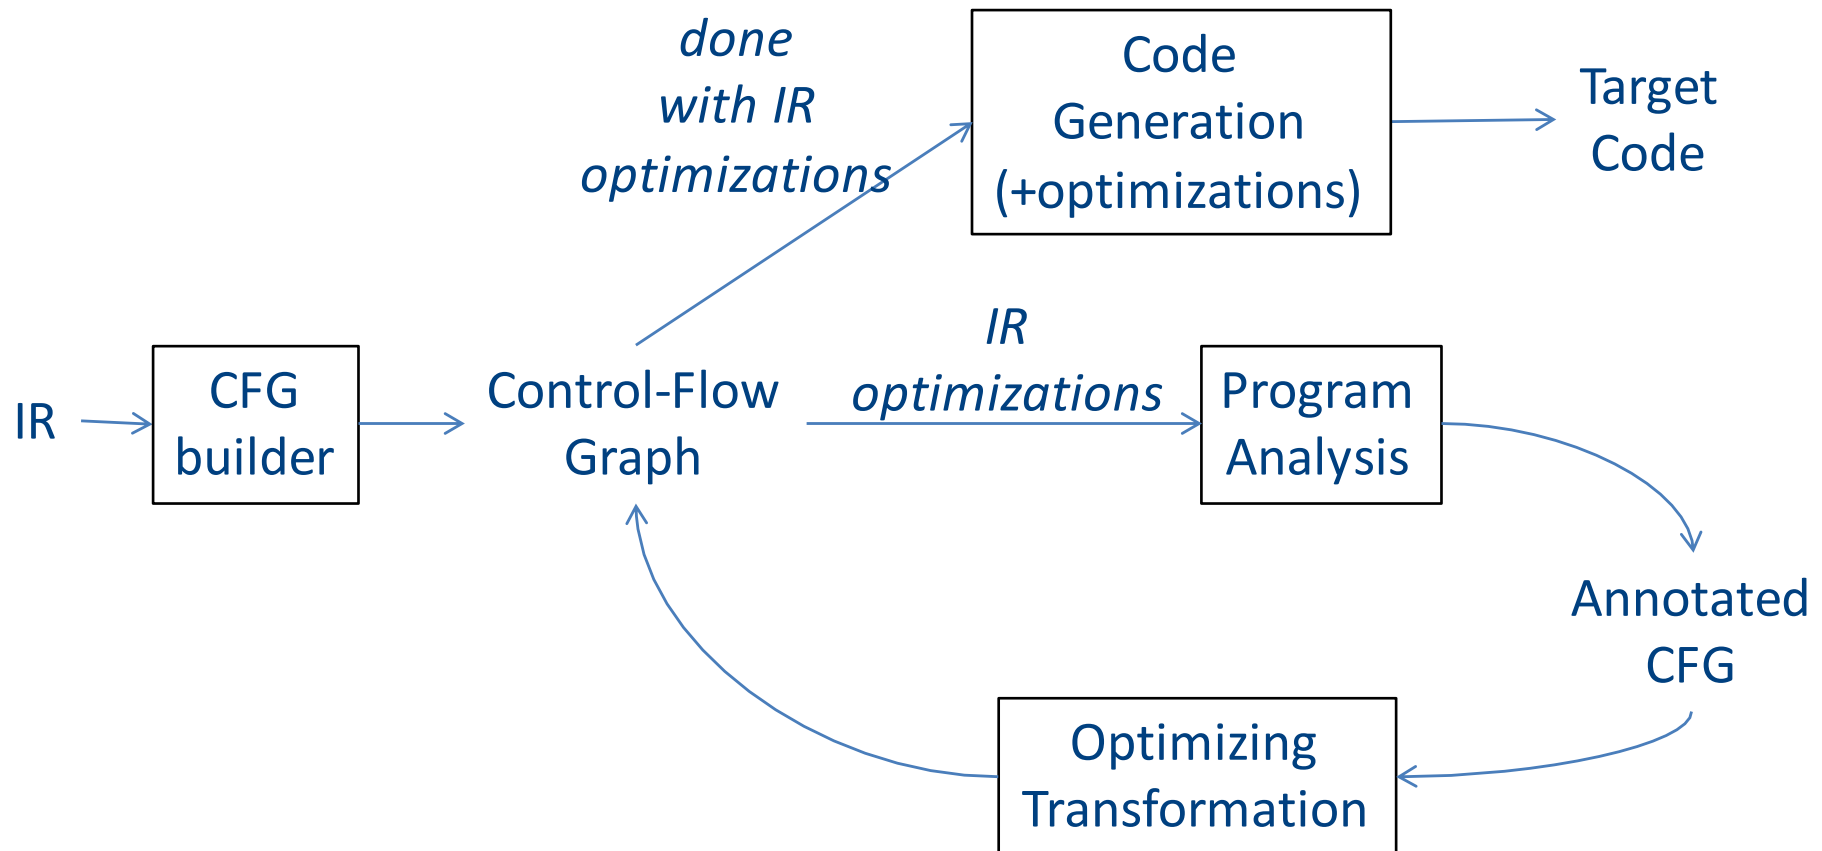 done
with IR
optimizations
Code
Generation
(+optimizations)
Target
Code
IR
CFG
builder
Control-Flow
Graph
IR
optimizations
Program
Analysis
Annotated
CFG
Optimizing
Transformation